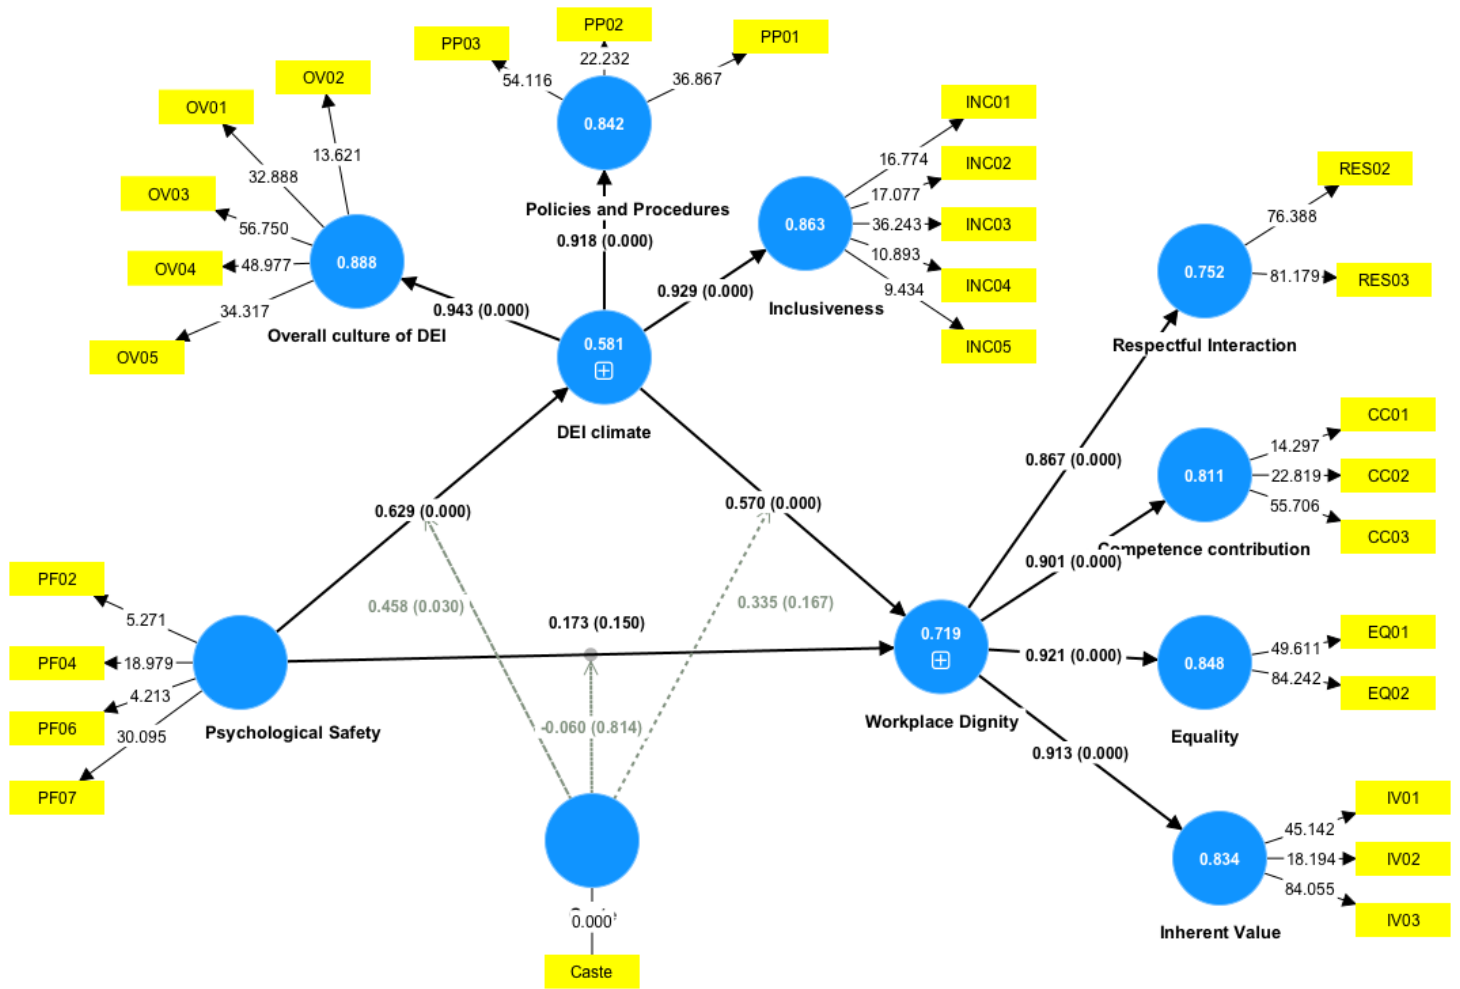 PP02
PP03
PP01
22.232
54.116
36.867
OV02
OV01
0.842
INC01
13.621
16.774
INC02
32.888
17.077
RES02
OV03
Policies and Procedures
76.388
56.750
0.863
36.243
INC03
0.918 (0.000)
10.893
OV04
48.977
0.888
0.752
81.179
RES03
INC04
0.929 (0.000)
9.434
34.317
0.943 (0.000)
Inclusiveness
Overall culture of DEI
0.581
Respectful Interaction
INC05
OV05
DEI climate
CC01
14.297
0.867 (0.000)
0.811
22.819
CC02
0.629 (0.000)
0.570 (0.000)
55.706
CC03
Competence contribution
0.901 (0.000)
PF02
0.458 (0.030)
0.335 (0.167)
5.271
0.173 (0.150)
0.719
EQ01
49.611
PF04
18.979
0.921 (0.000)
0.848
84.242
EQ02
4.213
PF06
Psychological Safety
-0.060 (0.814)
Workplace Dignity
Equality
30.095
0.913 (0.000)
PF07
IV01
45.142
0.834
18.194
IV02
84.055
IV03
0.000
Inherent Value
Caste